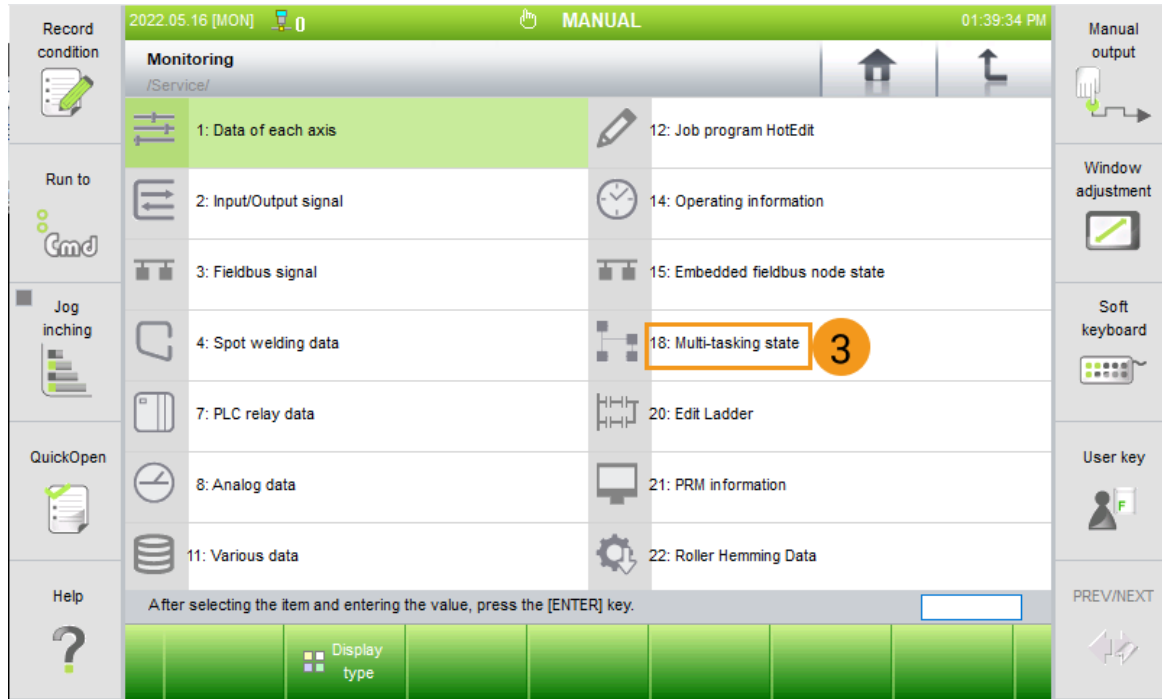 Record
condition
Run to
Cmd
Jog
inching
QuickOpen
Help
2022.05.16 [MON] 0 MANUAL 01:39:34 PM
Monitoring
/Service/
1: Data of each axis
2: Input/Output signal
3: Fieldbus signal
4: Spot welding data
7: PLC relay data
8: Analog data
11: Various data
12: Job program HotEdit
14: Operating information
15: Embedded fieldbus node state
18: Multi-tasking state
3
20: Edit Ladder
21: PRM information
22: Roller Hemming Data
After selecting the item and entering the value, press the [ENTER] key.
Display
type
Manual
output
Window
adjustment
Soft
keyboard
User key
F
PREV/NEXT